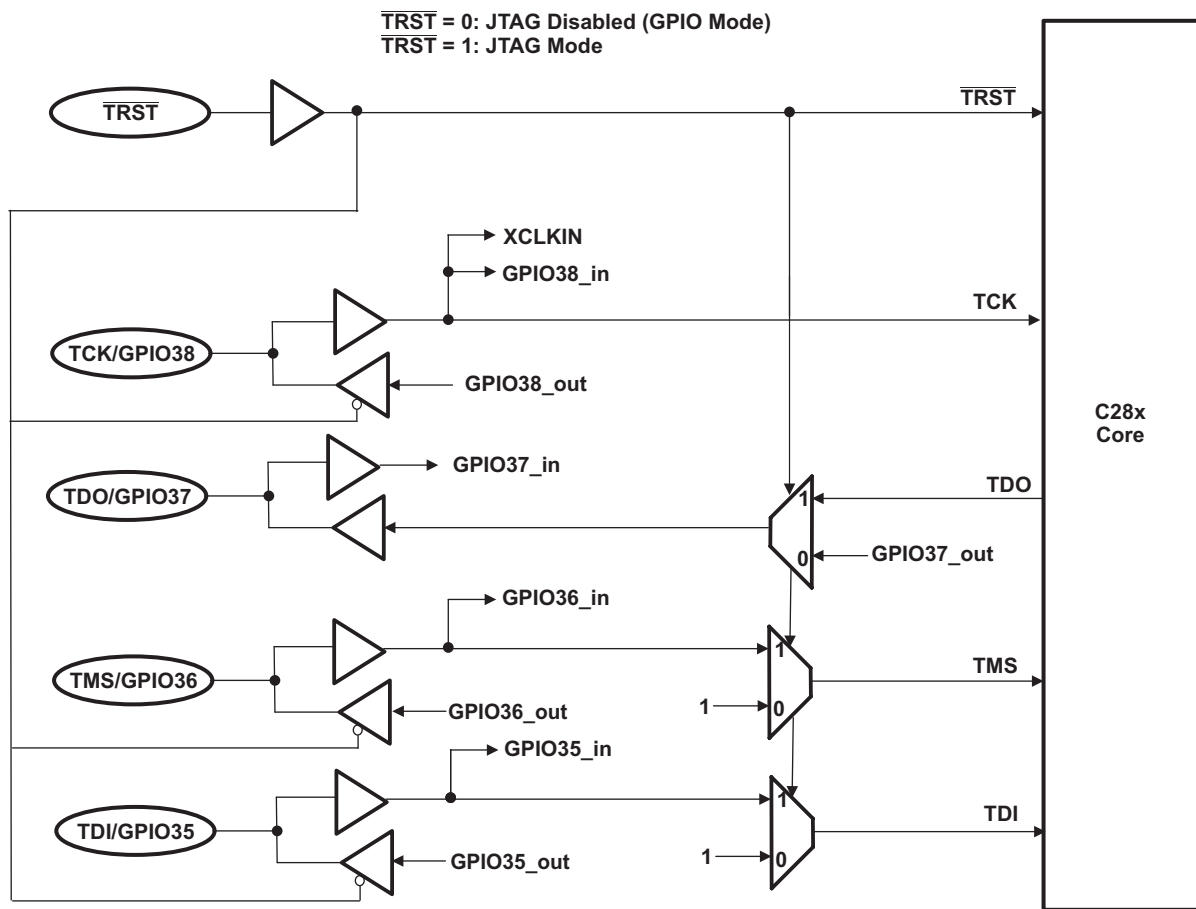 TRST = 0: JTAG Disabled (GPIO Mode)
TRST = 1: JTAG Mode
TRST
TRST
XCLKIN
GPIO38_in
TCK
TCK/GPIO38
GPIO38_out
C28x
Core
GPIO37_in
TDO/GPIO37
1
TDO
0
GPIO37_out
GPIO36_in
1
TMS/GPIO36
TMS
GPIO36_out
1
0
GPIO35_in
1
TDI/GPIO35
TDI
GPIO35_out
1
0